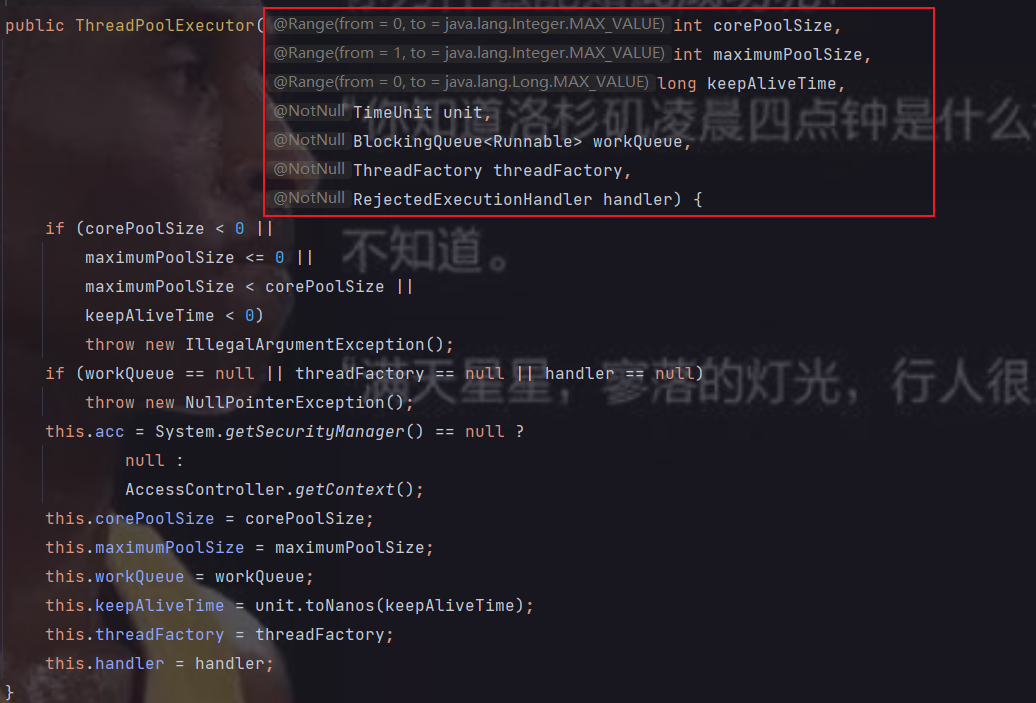 public ThreadPoolExecutor( @Range(from = 0, to = java.lang.Integer.MAX_VALUE) int corePoolSize,
@Range(from = 1, to = java.lang.Integer.MAX_VALUE) int maximumPoolSize,
@Range(from = 0, to = java.lang.Long.MAX_VALUE) long keepAliveTime,
@NotNull TimeUnit unit,
你知道洛杉矶凌晨四点钟是什么
@NotNull BlockingQueue<Runnable> workQueue,
@NotNull ThreadFactory threadFactory,
@NotNull RejectedExecutionHandler handler) {
if (corePoolSize < 0 ||
不知道。
maximumPoolSize <= 0 ||
maximumPoolSize < corePoolSize ||
keepAliveTime < 0)
throw new IllegalArgumentException();
if (workQueue == null || threadFactory == null || handler == null)
“满天星星，寥落的灯光，行人很
throw new NullPointerException();
this.acc = System.getSecurityManager() == null ?
null :
AccessController.getContext();
this.corePoolSize = corePoolSize;
this.maximumPoolSize = maximumPoolSize;
this.workQueue = workQueue;
this.keepAliveTime = unit.toNanos(keepAliveTime);
this.threadFactory = threadFactory;
this.handler = handler;
}